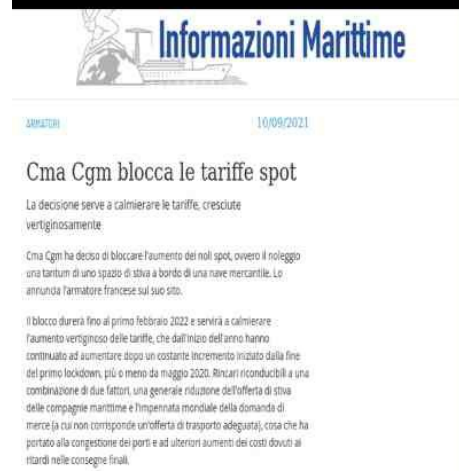 Informazioni Marittime
ARMATORI 10/09/2021
Cma Cgm blocca le tariffe spot
La decisione serve a calmierare le tariffe, cresciute
vertiginosamente
Cma Cgm ha deciso di bloccare l'aumento dei noli spot, ovvero il noleggio
una tantum di uno spazio di stiva a bordo di una nave mercantile. Lo
annuncia l'armatore francese sul suo sito.
Il blocco durerà fino al primo febbraio 2022 e servirà a calmierare
l'aumento vertiginoso delle tariffe, che dall'inizio dell'anno hanno
continuato ad aumentare dopo un costante incremento iniziato dalla fine
del primo lockdown, più o meno da maggio 2020. Rincari riconducibili a una
combinazione di due fattori, una generale riduzione dell'offerta di stiva
delle compagnie marittime e l'impennata mondiale della domanda di
merce (a cui non corrisponde un'offerta di trasporto adeguata), cosa che ha
portato alla congestione dei porti e ad ulteriori aumenti dei costi dovuti ai
ritardi nelle consegne finali.